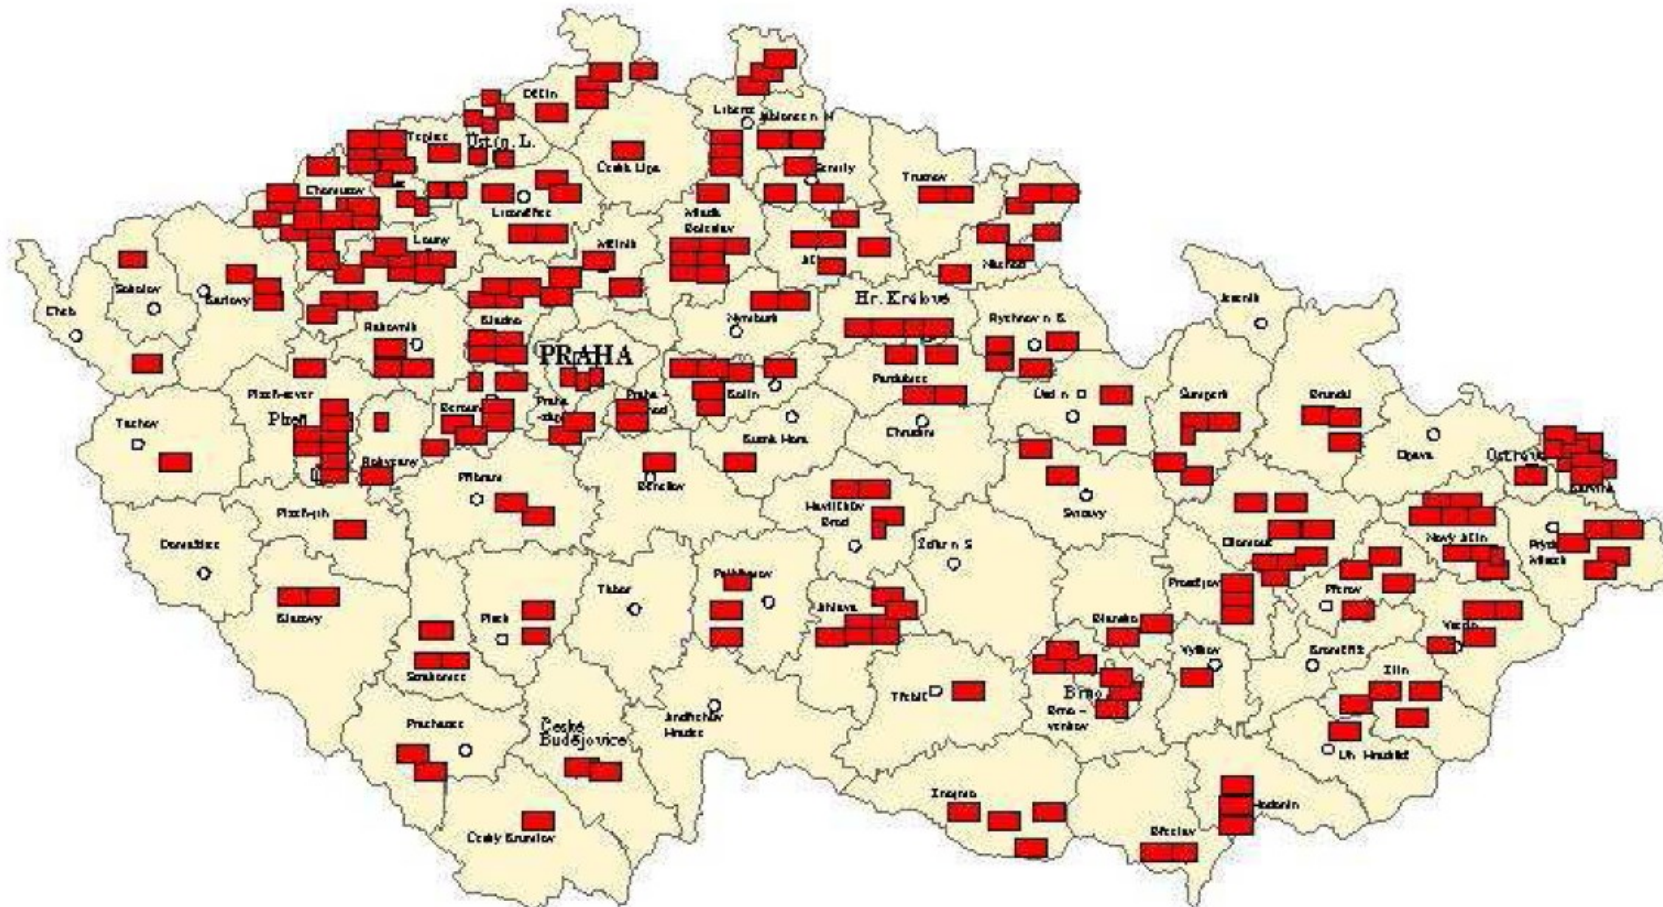 Děčín
Liberec
Jablonec n. N
Teplice
Ústí n. L.
Česká Lípa
Semily
Trutnov
Chomutov
Litoměřice
Mladá
Boleslav
Louny
Mělník
Jičín
Náchod
Sokolov
Karlovy
Cheb
Hr. Králové
Jeseník
Rakovník
Kladno
Nymburk
Rychnov n K.
PRAHA
Pardubice
Plzeň-sever
Beroun
Praha
Praha -
Kolín
Ústí n
Šumperk
Bruntál
Plzeň
Tachov
Kutná Hora
Chrudim
Opava
Ostrava
Rokycany
Karviná
Příbram
Benešov
Plzeň-jih
Havlíčkův
Brod
Svitavy
Domažlice
Žďár n S.
Olomouc
Nový Jičín
Frýdek
Místek
Pelhřimov
Prostějov
Přerov
Klatovy
Písek
Tábor
Jihlava
Blansko
Vsetín
Strakonice
Vyškov
Kroměříž
Zlín
Třebíč
Brno
Brno -
venkov
Prachatice
České
Budějovice
Jindřichův
Hradec
Uh. Hradiště
Znojmo
Hodonín
Břeclav
Český Krumlov